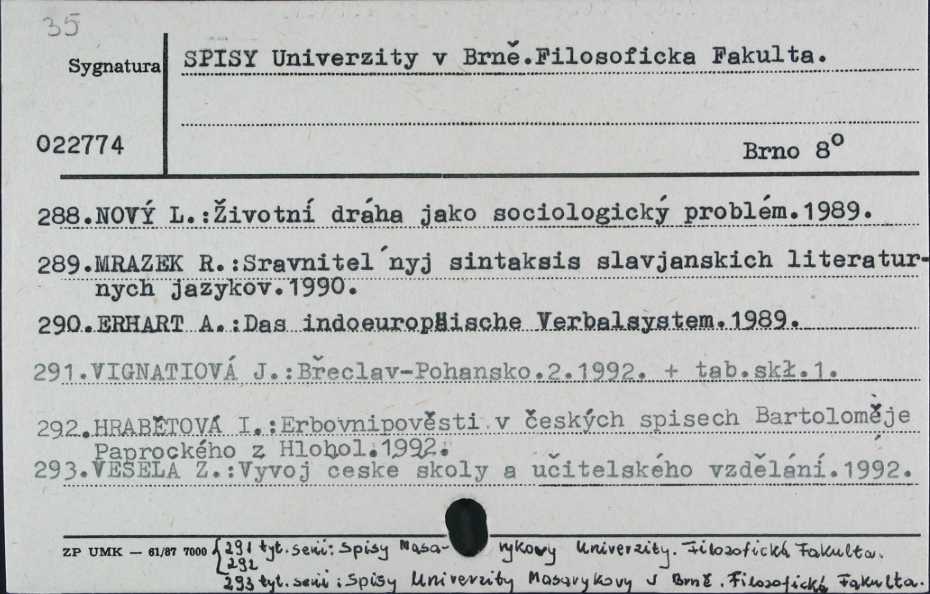 35
Sygnatura
SPISY Univerzity v Brně.Filosoficka Fakulta.
022774
Brno 8º
288.NOVÝ L.:Životní dráha jako sociologický problém.1989.
289.MRAZEK R.:Sravnitel´nyj sintaksis slavjanskich literatur-
nych jazykov.1990.
290.ERHART A.:Das indoeuropäische Verbalsystem.1989.
291.VIGNATIOVÁ J.:Břeclav-Pohansko.2.1992. + tab.skł.1.
292.HRABĚTOVÁ I.:Erbovnipověsti v českých spisech Bartoloměje
Paprockého z Hlohol.1992.
293.VESELA Z.:Vyvoj ceske skoly a učitelského vzdělání.1992.
ZP UMK — 61/87 7000
{291 tyt.serii: Spisy Masa- rykovy Univerzity. Filozofická Fakulta.
292
293 tyt.serii: Spisy Univerzity Masarykovy v Brně. Filozofická Fakulta.